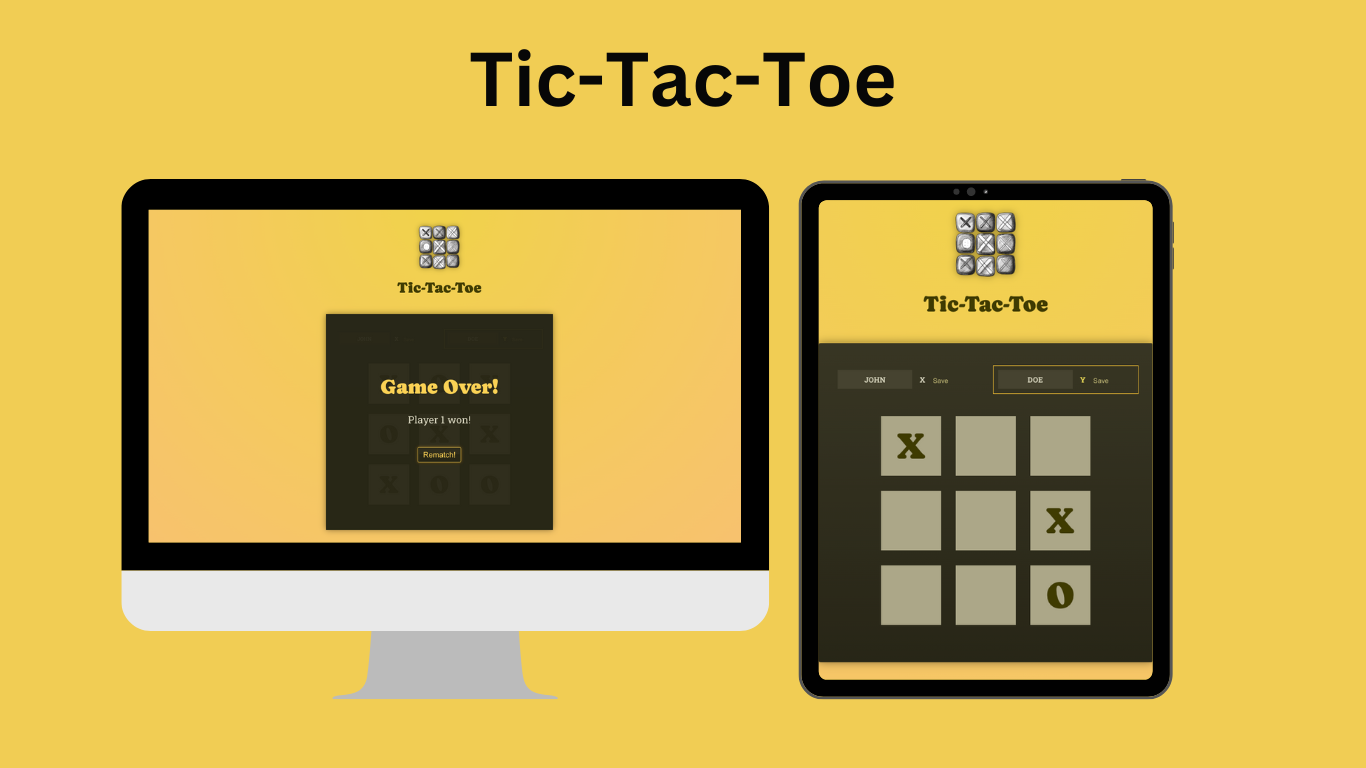 Tic-Tac-Toe
Tic-Tac-Toe
Game Over!
Player 1 won!
O X X
Rematch!
X O O
Tic-Tac-Toe
JOHN X Save DOE Y Save
X
X
O